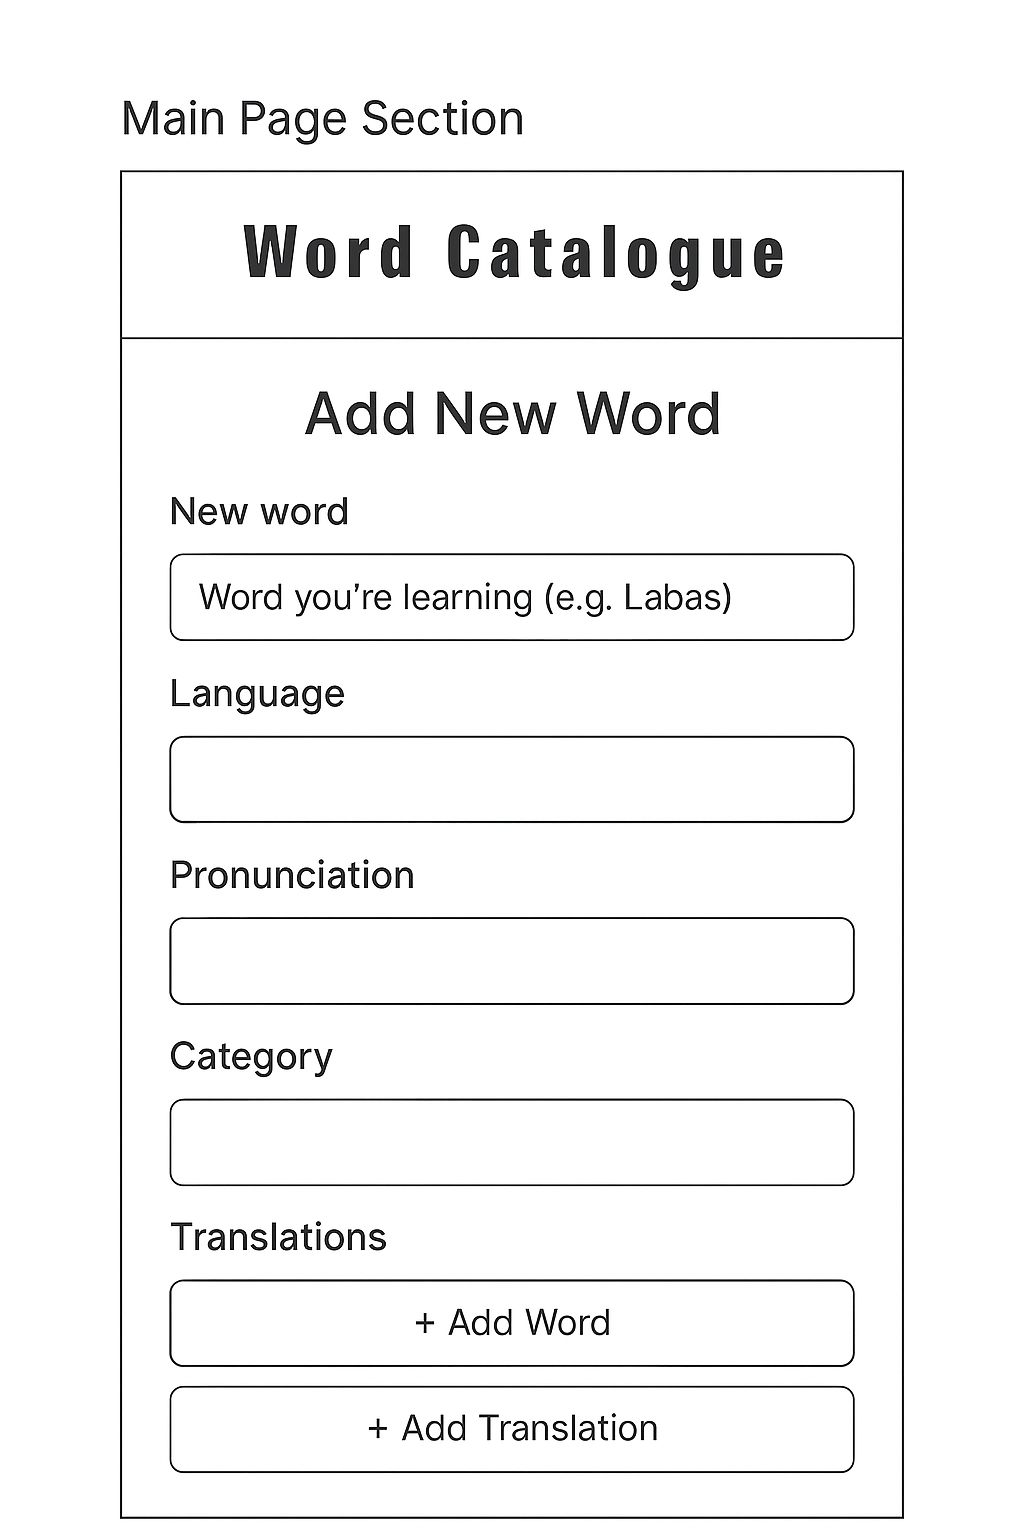 Main Page Section
Word Catalogue
Add New Word
New word
Word you’re learning (e.g. Labas)
Language
Pronunciation
Category
Translations
+ Add Word
+ Add Translation